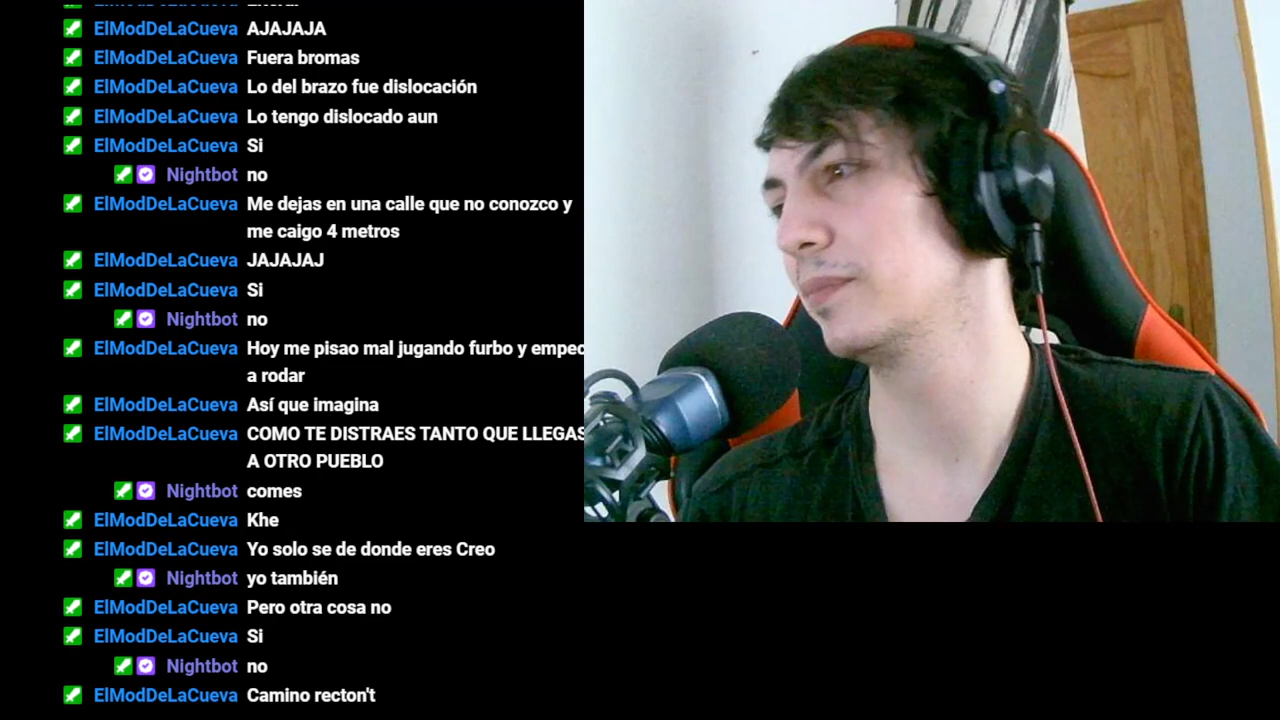 ElModDeLaCueva AJAJAJA
ElModDeLaCueva Fuera bromas
ElModDeLaCueva Lo del brazo fue dislocación
ElModDeLaCueva Lo tengo dislocado aun
ElModDeLaCueva Si
Nightbot no
ElModDeLaCueva Me dejas en una calle que no conozco y
me caigo 4 metros
ElModDeLaCueva JAJAJAJ
ElModDeLaCueva Si
Nightbot no
ElModDeLaCueva Hoy me pisao mal jugando furbo y empec
a rodar
ElModDeLaCueva Así que imagina
ElModDeLaCueva COMO TE DISTRAES TANTO QUE LLEGAS
A OTRO PUEBLO
Nightbot comes
ElModDeLaCueva Khe
ElModDeLaCueva Yo solo se de donde eres Creo
Nightbot yo también
ElModDeLaCueva Pero otra cosa no
ElModDeLaCueva Si
Nightbot no
ElModDeLaCueva Camino recton't